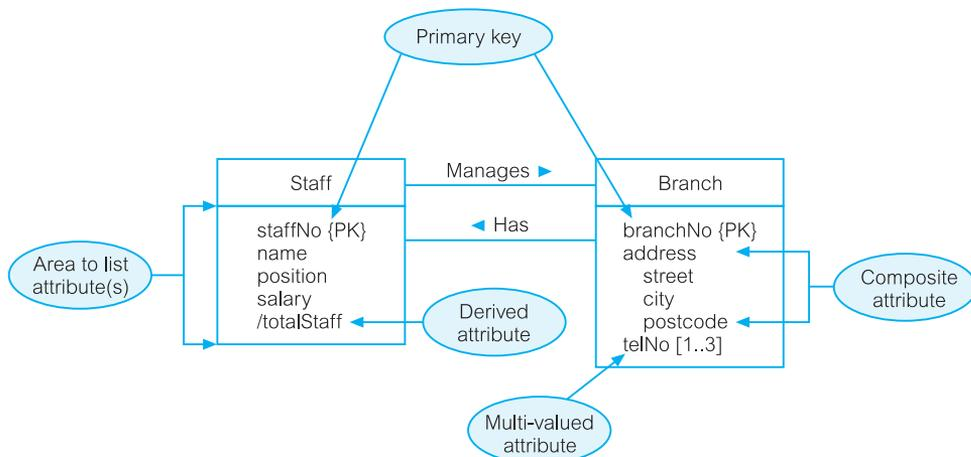 Primary key
Staff
Manages ►
Branch
◄ Has
staffNo {PK}
name
position
salary
/totalStaff
branchNo {PK}
address
street
city
postcode
telNo [1..3]
Area to list
attribute(s)
Derived
attribute
Composite
attribute
Multi-valued
attribute